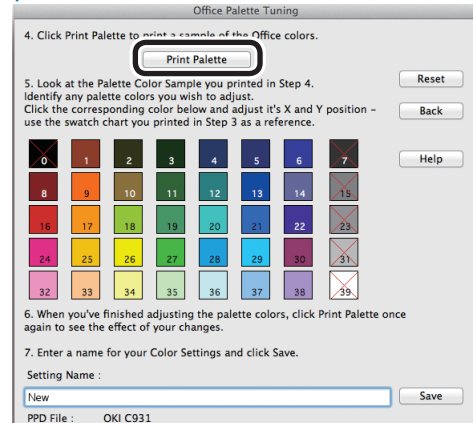 Office Palette Tuning
4. Click Print Palette to print a sample of the Office colors.
Print Palette
5. Look at the Palette Color Sample you printed in Step 4.
Identify any palette colors you wish to adjust.
Click the corresponding color below and adjust it's X and Y position –
use the swatch chart you printed in Step 3 as a reference.
Reset
Back
Help
0 1 2 3 4 5 6 7
8 9 10 11 12 13 14 15
16 17 18 19 20 21 22 23
24 25 26 27 28 29 30 31
32 33 34 35 36 37 38 39
6. When you've finished adjusting the palette colors, click Print Palette once
again to see the effect of your changes.
7. Enter a name for your Color Settings and click Save.
Setting Name :
New
Save
PPD File : OKI C931